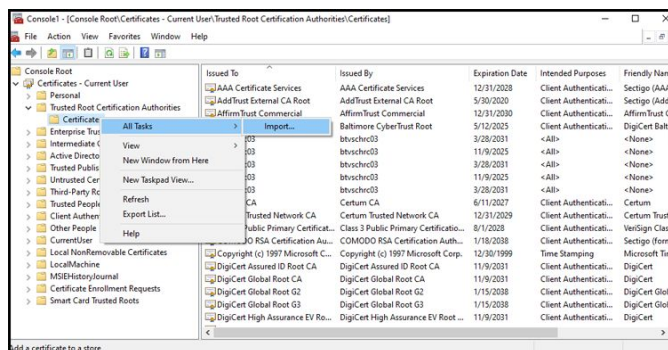 Console1 - [Console Root\Certificates - Current User\Trusted Root Certification Authorities\Certificates]
File Action View Favorites Window Help
Console Root
Certificates - Current User
Personal
Trusted Root Certification Authorities
Certificate
Enterprise Trus
Intermediate C
Active Directo
Trusted Publis
Untrusted Cer
Third-Party Ro
Trusted People
Client Authen
Other People
CurrentUser
Local NonRemovable Certificates
LocalMachine
MSIEHistoryJournal
Certificate Enrollment Requests
Smart Card Trusted Roots
All Tasks
Import...
View
New Window from Here
New Taskpad View...
Refresh
Export List...
Help
Issued To Issued By Expiration Date Intended Purposes Friendly Nam
AAA Certificate Services AAA Certificate Services 12/31/2028 Client Authenticati... Sectigo (AAA
AddTrust External CA Root AddTrust External CA Root 5/30/2020 Client Authenticati... Sectigo (Add
AffirmTrust Commercial AffirmTrust Commercial 12/31/2030 Client Authenticati... AffirmTrust C
Baltimore CyberTrust Root 5/12/2025 Client Authenticati... DigiCert Balt
c03 btvschrc03 3/28/2031 <All> <None>
:03 btvschrc03 11/9/2025 <All> <None>
:03 btvschrc03 3/28/2031 <All> <None>
:03 btvschrc03 11/9/2025 <All> <None>
:03 btvschrc03 3/28/2031 <All> <None>
CA Certum CA 6/11/2027 Client Authenticati... Certum
Trusted Network CA Certum Trusted Network CA 12/31/2029 Client Authenticati... Certum Trust
Public Primary Certificat... Class 3 Public Primary Certificatio... 8/1/2028 Client Authenticati... VeriSign Clas
COMODO RSA Certification Au... COMODO RSA Certification Auth... 1/18/2038 Client Authenticati... Sectigo (form
Copyright (c) 1997 Microsoft C... Copyright (c) 1997 Microsoft Corp. 12/30/1999 Time Stamping Microsoft Tir
DigiCert Assured ID Root CA DigiCert Assured ID Root CA 11/9/2031 Client Authenticati... DigiCert
DigiCert Global Root CA DigiCert Global Root CA 11/9/2031 Client Authenticati... DigiCert
DigiCert Global Root G2 DigiCert Global Root G2 1/15/2038 Client Authenticati... DigiCert Glol
DigiCert Global Root G3 DigiCert Global Root G3 1/15/2038 Client Authenticati... DigiCert Glol
DigiCert High Assurance EV Ro... DigiCert High Assurance EV Root ... 11/9/2031 Client Authenticati... DigiCert
Add a certificate to a store